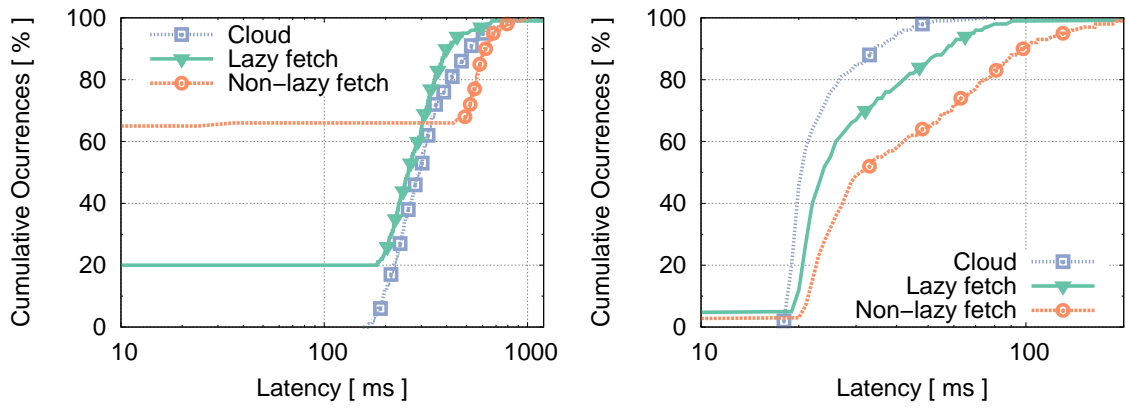 Cumulative Ocurrences [ % ]
100
80
60
40
20
0
10
100
1000
Latency [ ms ]
Cloud
Lazy fetch
Non-lazy fetch
Cumulative Ocurrences [ % ]
100
80
60
40
20
0
10
100
Latency [ ms ]
Cloud
Lazy fetch
Non-lazy fetch